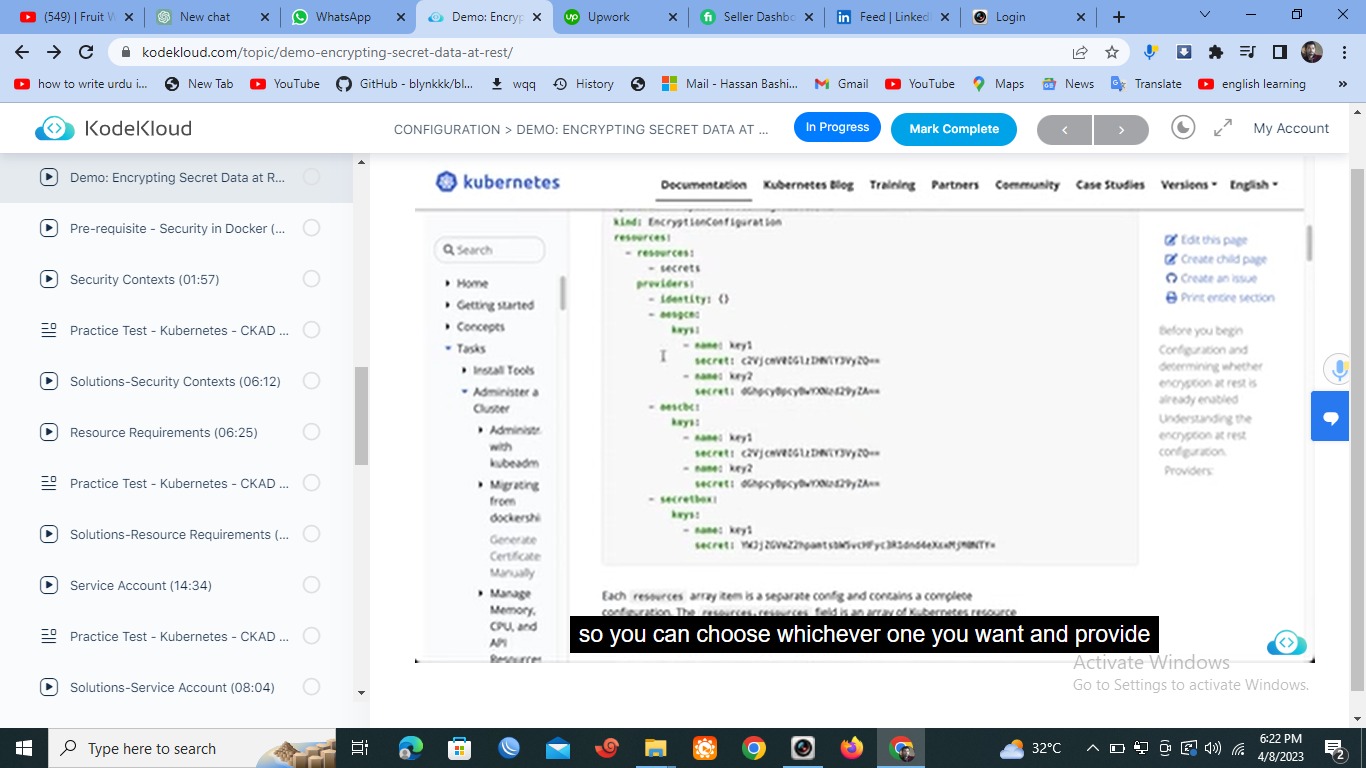 (549) | Fruit W
New chat
WhatsApp
Demo: Encryp
Upwork
Seller Dashbo
Feed | Linked
Login
kodekloud.com/topic/demo-encrypting-secret-data-at-rest/
how to write urdu i...
New Tab
YouTube
GitHub - blynkkk/bl...
wqq
History
Mail - Hassan Bashi...
Gmail
YouTube
Maps
News
Translate
english learning
»
KodeKloud
CONFIGURATION > DEMO: ENCRYPTING SECRET DATA AT ...
In Progress
Mark Complete
My Account
Demo: Encrypting Secret Data at R...
Pre-requisite - Security in Docker (...
Security Contexts (01:57)
Practice Test - Kubernetes - CKAD ...
Solutions-Security Contexts (06:12)
Resource Requirements (06:25)
Practice Test - Kubernetes - CKAD ...
Solutions-Resource Requirements (...
Service Account (14:34)
Practice Test - Kubernetes - CKAD ...
Solutions-Service Account (08:04)
kubernetes
Documentation
Kubernetes Blog
Training
Partners
Community
Case Studies
Versions
English
Search
Home
Getting started
Concepts
Tasks
Install Tools
Administer a
Cluster
Administr
with
kubeadm
Migrating
from
dockershi
Generate
Certificate
Manually
Manage
Memory,
CPU, and
API
Resources
kind: EncryptionConfiguration
resources:
- resources:
- secrets
providers:
- identity: {}
- aesgcm:
keys:
- name: key1
secret: c2VjcmV0IGlzIHNlY3VyZQ==
- name: key2
secret: dGhpcyBpcyBwYXNzd29yZA==
- aescbc:
keys:
- name: key1
secret: c2VjcmV0IGlzIHNlY3VyZQ==
- name: key2
secret: dGhpcyBpcyBwYXNzd29yZA==
- secretbox:
keys:
- name: key1
secret:
Each resources array item is a separate config and contains a complete
configuration. The resources.resources field is an array of Kubernetes resource
Edit this page
Create child page
Create an issue
Print entire section
Before you begin
Configuration and
determining whether
encryption at rest is
already enabled
Understanding the
encryption at rest
configuration.
Providers:
so you can choose whichever one you want and provide
Activate Windows
Go to Settings to activate Windows.
Type here to search
32°C
6:22 PM
4/8/2023
2